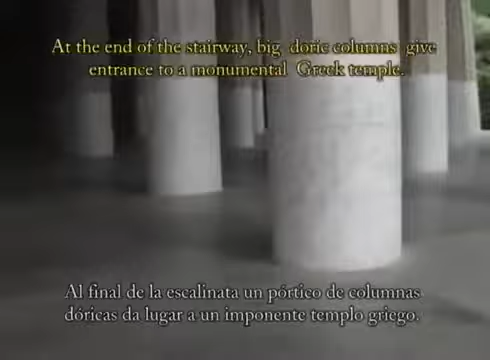 At the end of the stairway, big doric columns give
entrance to a monumental Greek temple.
Al final de la escalinata un pórtico de columnas
dóricas da lugar a un imponente templo griego.